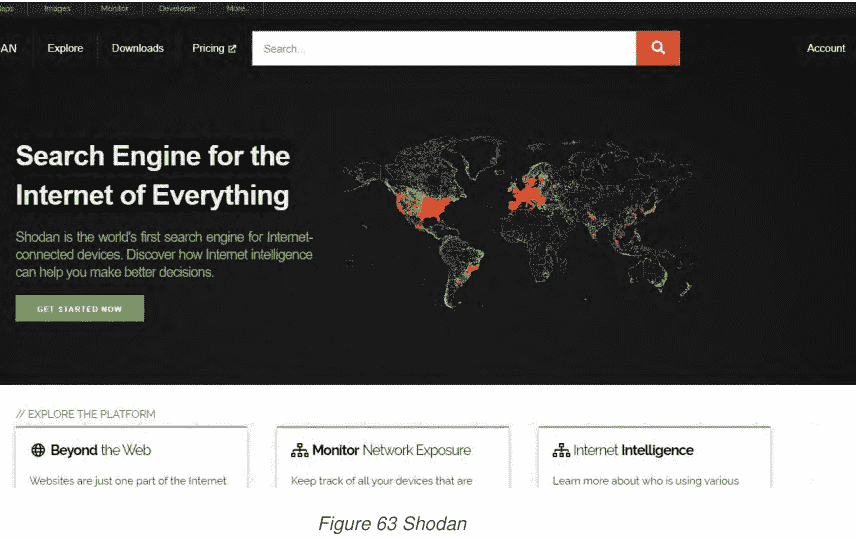 Maps Images Monitor Developer More...
AN Explore Downloads Pricing Search... Account
Search Engine for the
Internet of Everything
Shodan is the world's first search engine for Internet-
connected devices. Discover how Internet intelligence
can help you make better decisions.
GET STARTED NOW
// EXPLORE THE PLATFORM
Beyond the Web
Websites are just one part of the Internet
Monitor Network Exposure
Keep track of all your devices that are
Internet Intelligence
Learn more about who is using various
Figure 63 Shodan